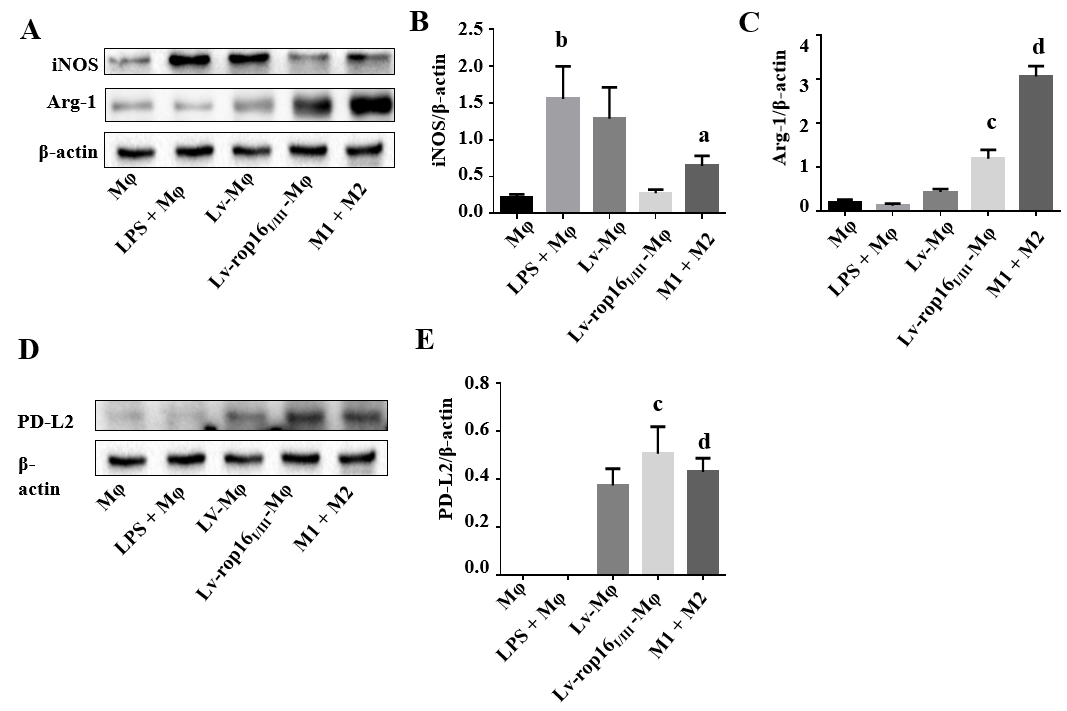 A
iNOS
Arg-1
β-actin
Mφ
LPS + Mφ
Lv-Mφ
Lv-rop16I/III-Mφ
M1 + M2
B
iNOS/β-actin
2.5
2.0
1.5
1.0
0.5
0.0
b
a
Mφ
LPS + Mφ
Lv-Mφ
Lv-rop16I/III-Mφ
M1 + M2
C
Arg-1/β-actin
4
3
2
1
0
c
d
Mφ
LPS + Mφ
Lv-Mφ
Lv-rop16I/III-Mφ
M1 + M2
D
PD-L2
β-
actin
Mφ
LPS + Mφ
LV-Mφ
Lv-rop16I/III-Mφ
M1 + M2
E
PD-L2/β-actin
0.8
0.6
0.4
0.2
0.0
c
d
Mφ
LPS + Mφ
Lv-Mφ
Lv-rop16I/III-Mφ
M1 + M2